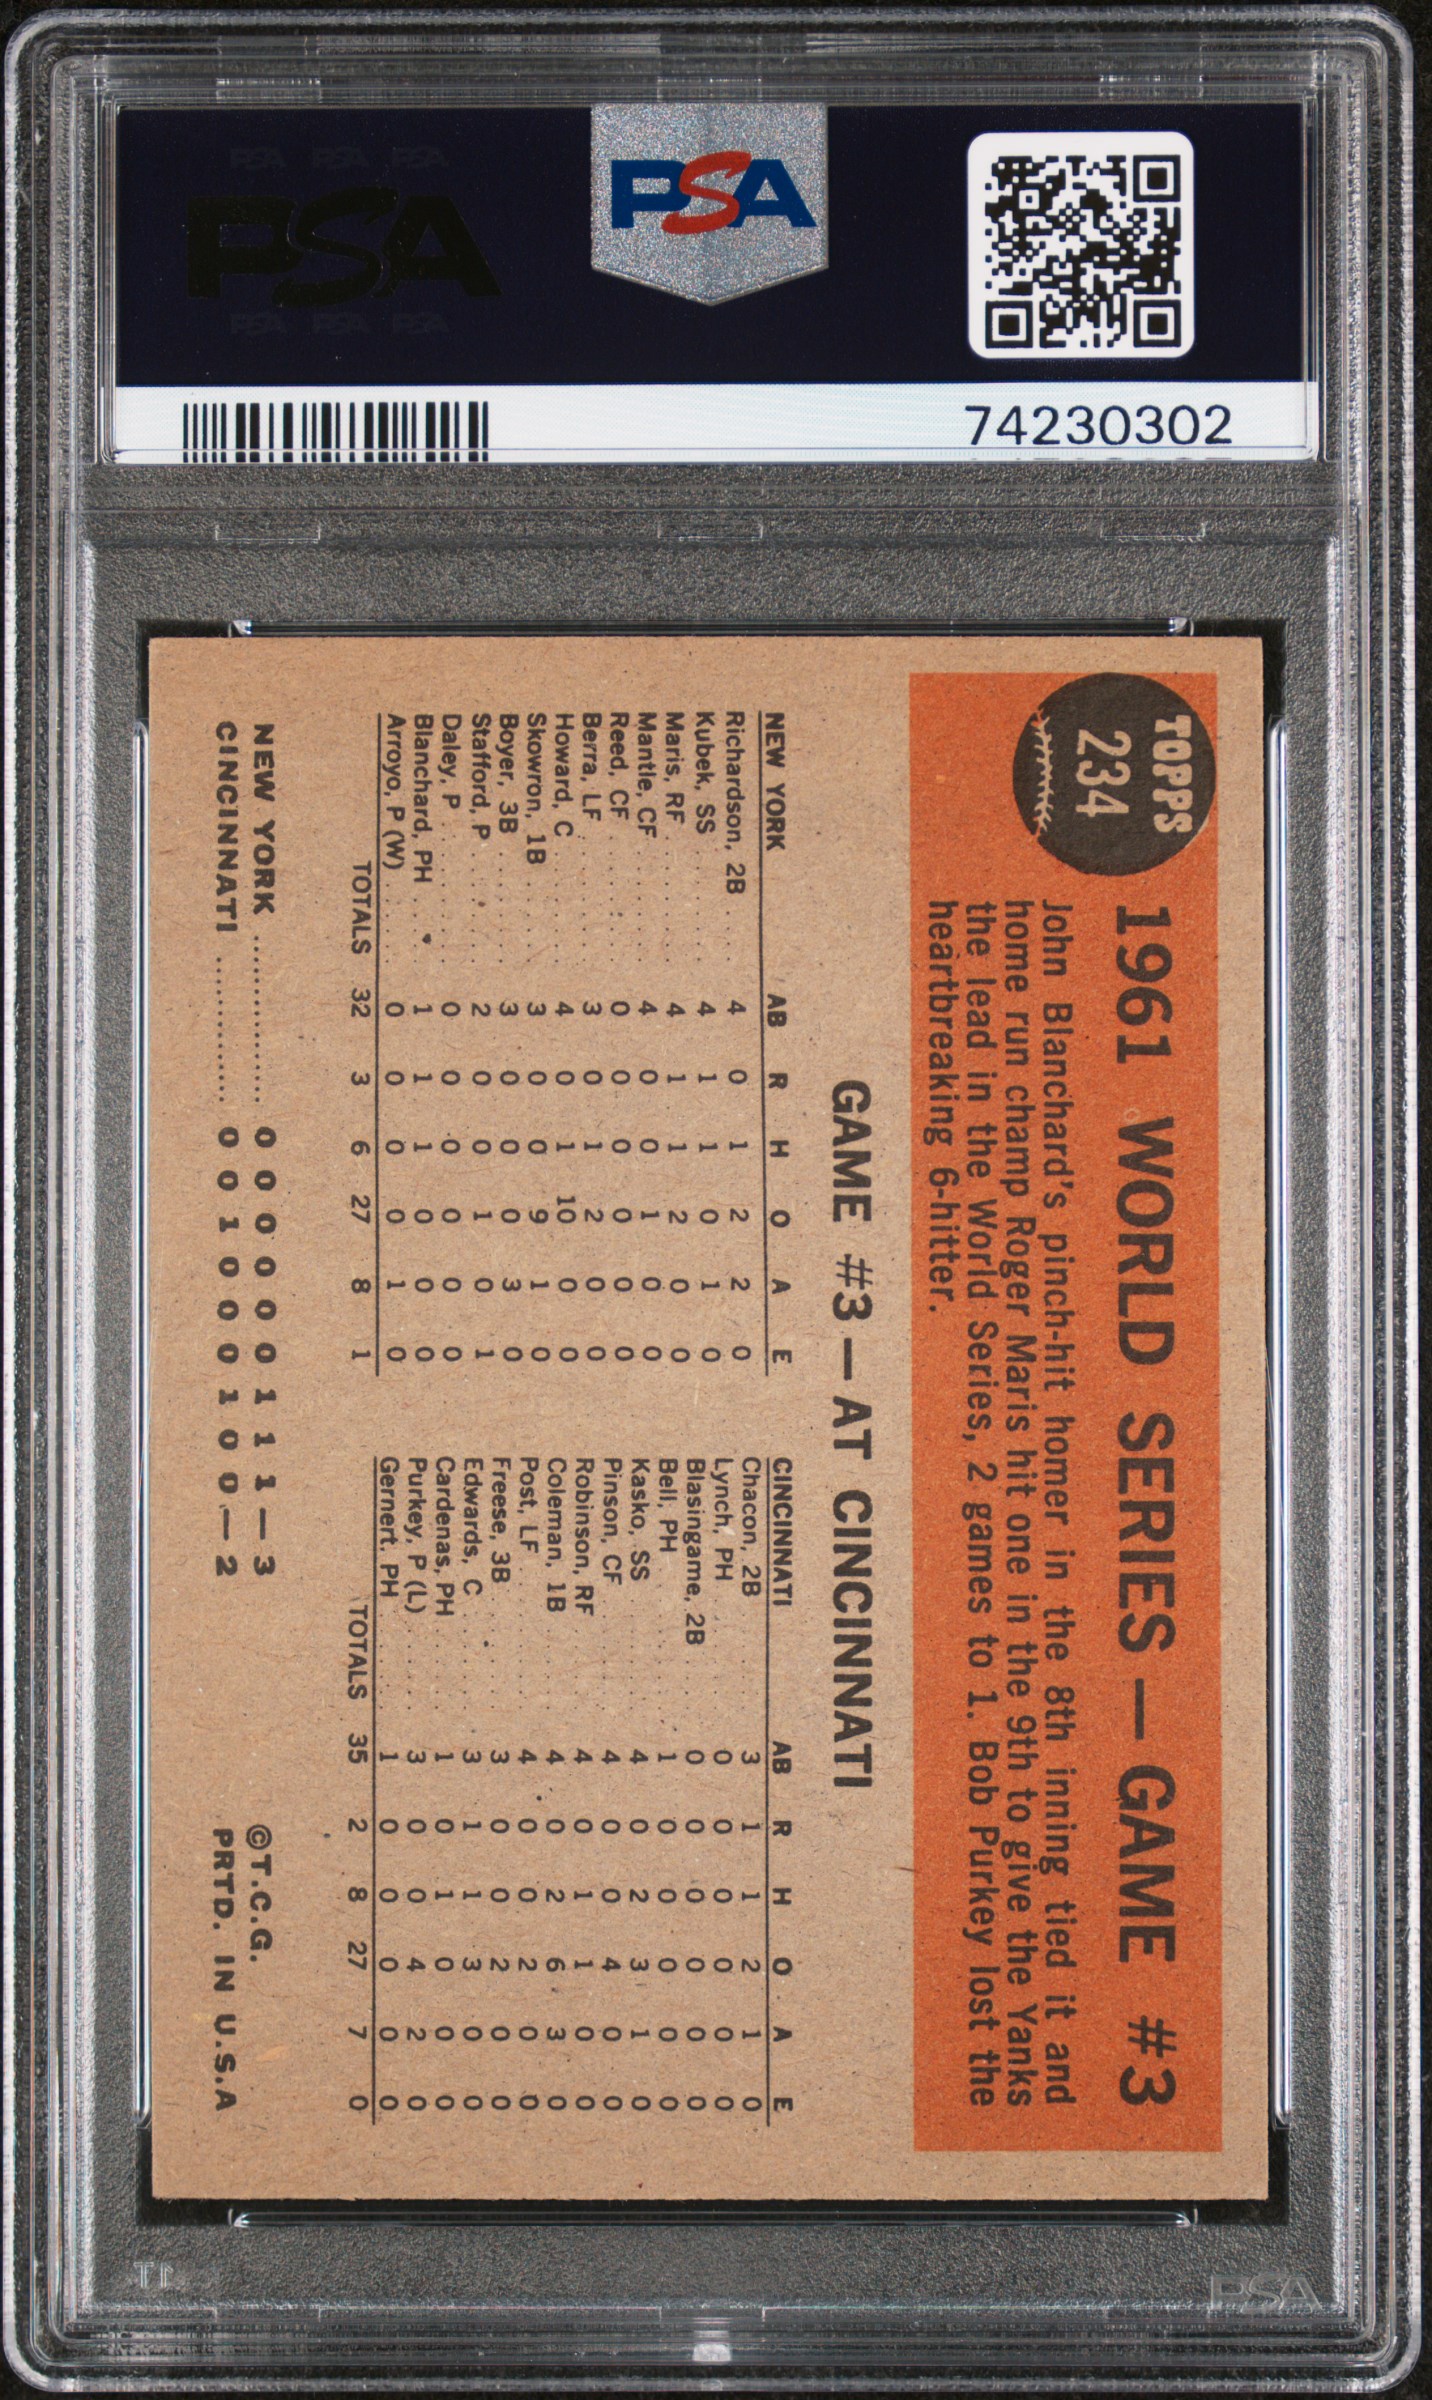 PSA
PSA
74230302
TOPPS
234
1961 WORLD SERIES — GAME #3
John Blanchard's pinch-hit homer in the 8th inning tied it and
home run champ Roger Maris hit one in the 9th to give the Yanks
the lead in the World Series, 2 games to 1. Bob Purkey lost the
heartbreaking 6-hitter.
GAME #3 — AT CINCINNATI
NEW YORK AB R H O A E
Richardson, 2B . . . . 4 0 1 2 2 0
Kubek, SS . . . . . . . 4 1 1 0 1 0
Maris, RF . . . . . . . . 4 1 1 2 0 0
Mantle, CF . . . . . . . 4 0 0 1 0 0
Reed, CF . . . . . . . . 0 0 0 0 0 0
Berra, LF . . . . . . . . 3 0 1 2 0 0
Howard, C . . . . . . . 4 0 1 10 0 0
Skowron, 1B . . . . . . 3 0 0 9 1 0
Boyer, 3B . . . . . . . . 3 0 0 0 3 0
Stafford, P . . . . . . . 2 0 0 1 0 1
Daley, P . . . . . . . . . 0 0 0 0 0 0
Blanchard, PH . . . . 1 1 1 0 0 0
Arroyo, P (W) . . . . . 0 0 0 0 1 0
TOTALS 32 3 6 27 8 1
CINCINNATI AB R H O A E
Chacon, 2B . . . . . . 3 1 1 2 1 0
Lynch, PH . . . . . . . 0 0 0 0 0 0
Blasingame, 2B . . . 0 0 0 0 0 0
Bell, PH . . . . . . . . . 1 0 0 0 0 0
Kasko, SS . . . . . . . 4 0 2 3 1 0
Pinson, CF . . . . . . . 4 0 0 4 0 0
Robinson, RF . . . . . 4 0 1 1 0 0
Coleman, 1B . . . . . 4 0 2 6 3 0
Post, LF . . . . . . . . . 4 0 0 2 0 0
Freese, 3B . . . . . . . 3 0 0 2 0 0
Edwards, C . . . . . . 3 1 1 3 0 0
Cardenas, PH . . . . . 1 0 1 0 0 0
Purkey, P (L) . . . . . 3 0 0 4 2 0
Gernert, PH . . . . . . 1 0 0 0 0 0
TOTALS 35 2 8 27 7 0
NEW YORK .............. 0 0 0 0 0 0 1 1 1 — 3
CINCINNATI ............ 0 0 1 0 0 0 1 0 0 — 2
©T.C.G.
PRTD. IN U.S.A
PSA